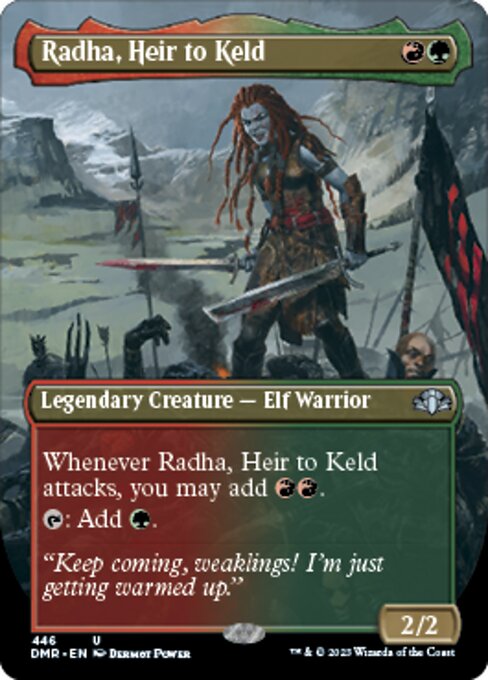 Radha, Heir to Keld
Legendary Creature — Elf Warrior
Whenever Radha, Heir to Keld
attacks, you may add .
: Add .
“Keep coming, weaklings! I’m just
getting warmed up.”
2/2
446 U
DMR • EN Dermot Power
™ & © 2023 Wizards of the Coast